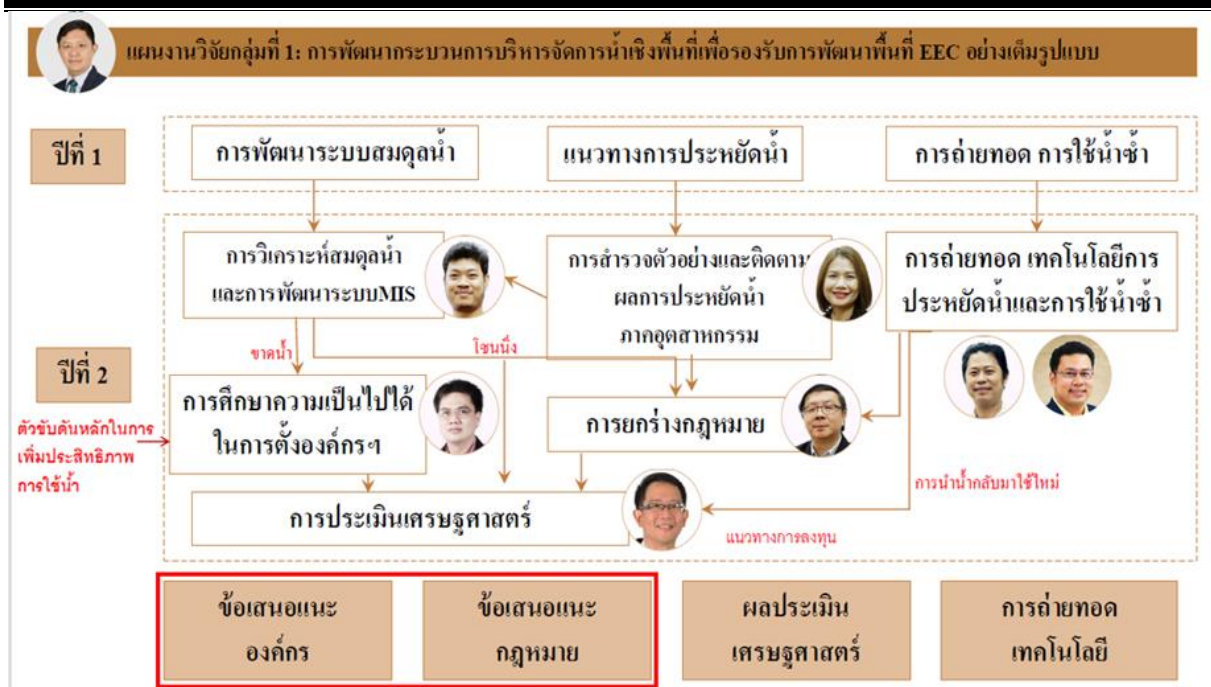 แผนงานวิจัยกลุ่มที่ 1: การพัฒนากระบวนการบริหารจัดการน้ำเชิงพื้นที่เพื่อรองรับการพัฒนาพื้นที่ EEC อย่างเต็มรูปแบบ
ปีที่ 1
การพัฒนาระบบสมดุลน้ำ
แนวทางการประหยัดน้ำ
การถ่ายทอด การใช้น้ำซ้ำ
การวิเคราะห์สมดุลน้ำ
และการพัฒนาระบบMIS
การสำรวจตัวอย่างและติดตาม
ผลการประหยัดน้ำ
ภาคอุตสาหกรรม
การถ่ายทอด เทคโนโลยีการ
ประหยัดน้ำและการใช้น้ำซ้ำ
ขาดน้ำ
โซนนิ่ง
ปีที่ 2
ตัวขับดันหลักในการ
เพิ่มประสิทธิภาพ
การใช้น้ำ
การศึกษาความเป็นไปได้
ในการตั้งองค์กรฯ
การยกร่างกฎหมาย
การนำน้ำกลับมาใช้ใหม่
การประเมินเศรษฐศาสตร์
แนวทางการลงทุน
ข้อเสนอแนะ
องค์กร
ข้อเสนอแนะ
กฎหมาย
ผลประเมิน
เศรษฐศาสตร์
การถ่ายทอด
เทคโนโลยี